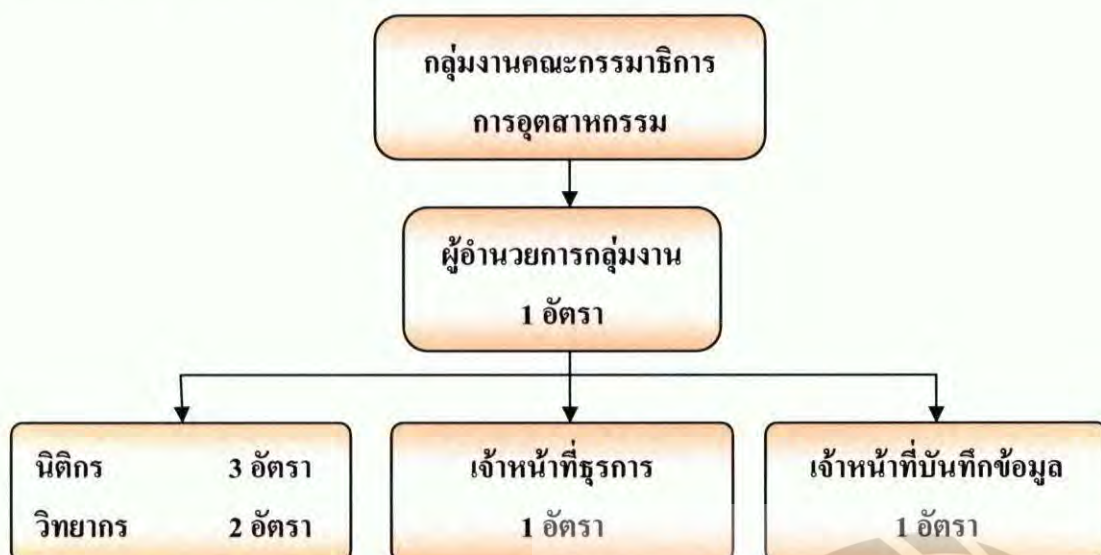 กลุ่มงานคณะกรรมาธิการ
การอุตสาหกรรม
ผู้อำนวยการกลุ่มงาน
1 อัตรา
นิติกร 3 อัตรา
วิทยากร 2 อัตรา
เจ้าหน้าที่ธุรการ
1 อัตรา
เจ้าหน้าที่บันทึกข้อมูล
1 อัตรา